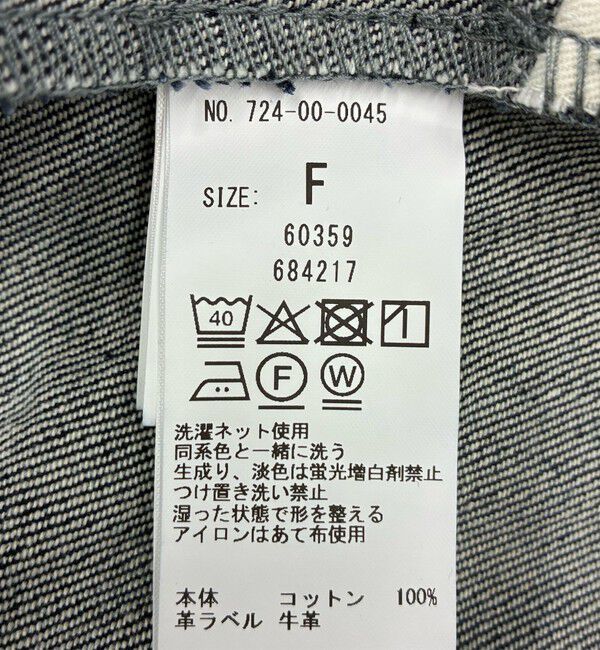 NO. 724-00-0045
SIZE: F
60359
684217
40
F W
洗濯ネット使用
同系色と一緒に洗う
生成り、淡色は蛍光増白剤禁止
つけ置き洗い禁止
湿った状態で形を整える
アイロンはあて布使用
本体 コットン 100%
革ラベル 牛革